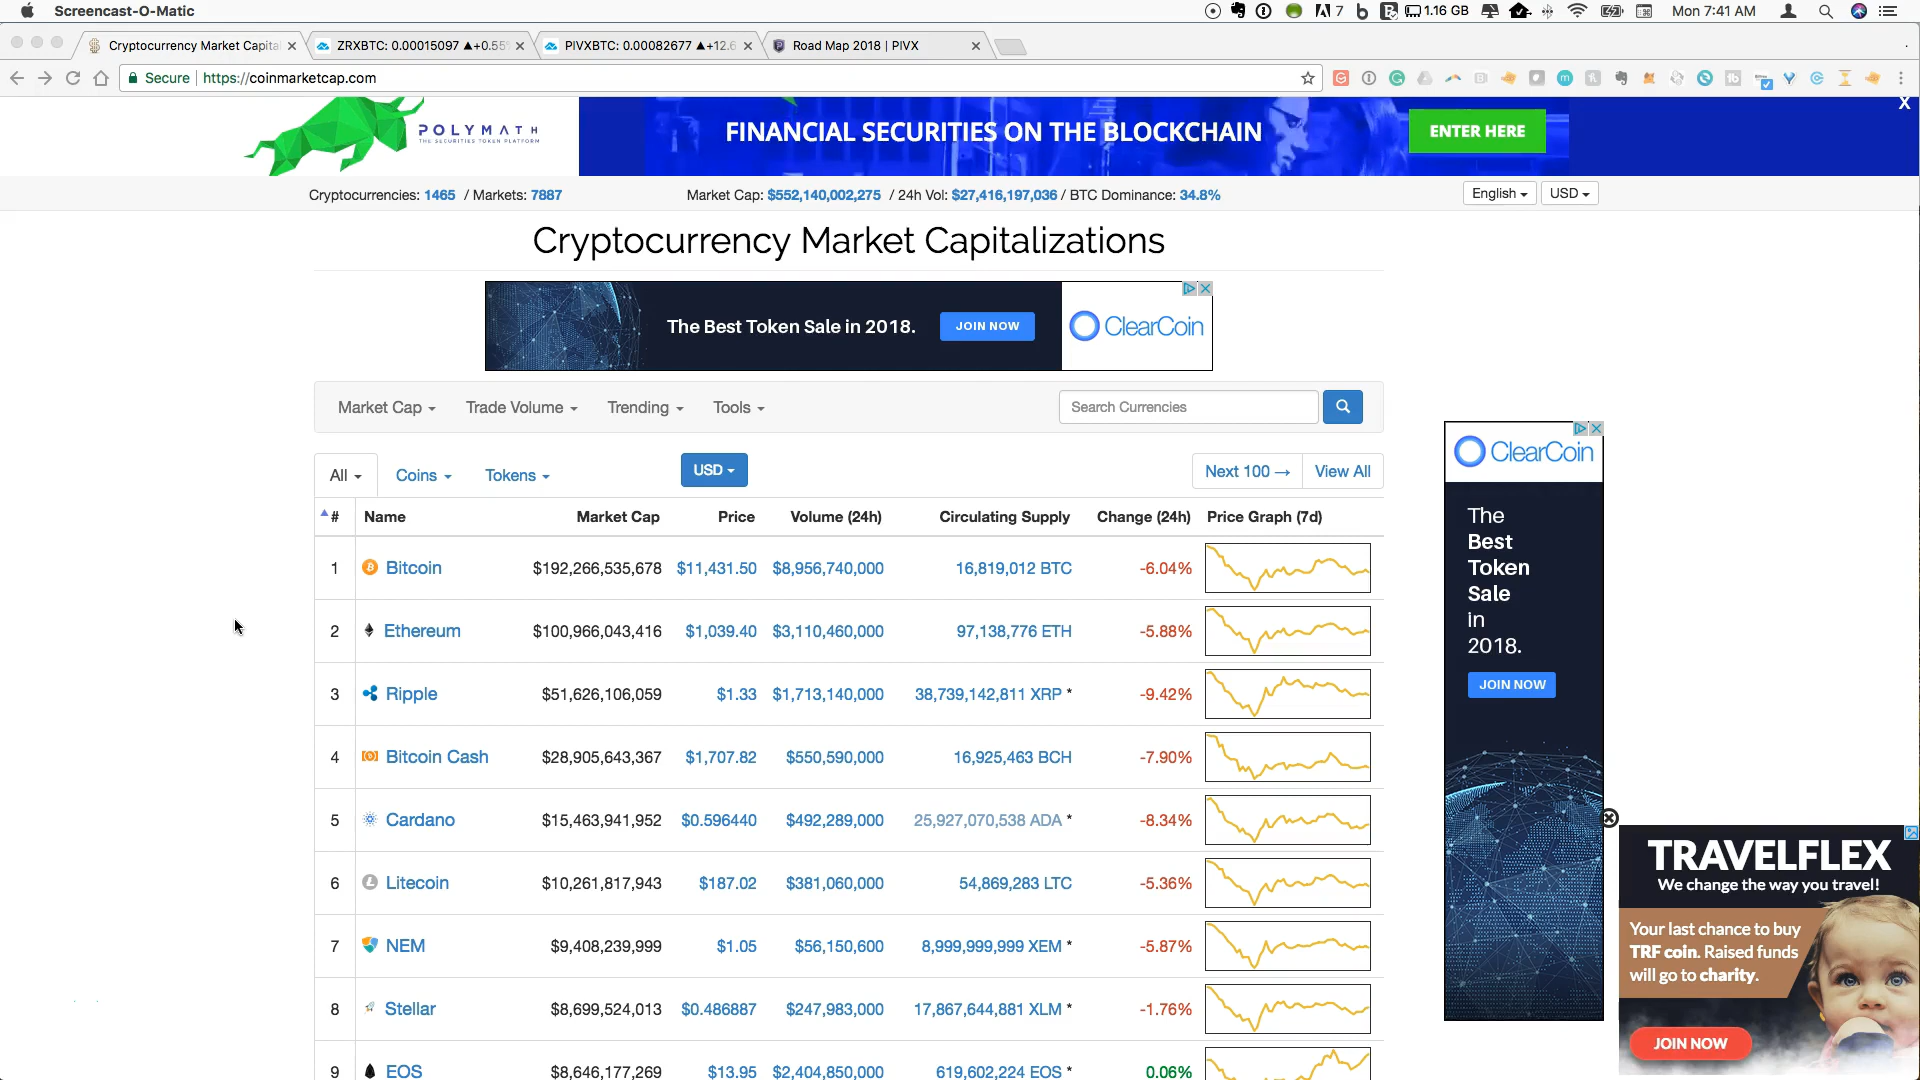 Screencast-O-Matic
7
1.16 GB
Mon 7:41 AM
Cryptocurrency Market Capita
ZRXBTC: 0.00015097 ▲+0.55
PIVXBTC: 0.00082677 ▲+12.6
Road Map 2018 | PIVX
Secure
https://coinmarketcap.com
POLYMATH
THE SECURITIES TOKEN PLATFORM
FINANCIAL SECURITIES ON THE BLOCKCHAIN
ENTER HERE
X
Cryptocurrencies: 1465 / Markets: 7887
Market Cap: $552,140,002,275 / 24h Vol: $27,416,197,036 / BTC Dominance: 34.8%
English
USD
Cryptocurrency Market Capitalizations
The Best Token Sale in 2018.
JOIN NOW
ClearCoin
Market Cap
Trade Volume
Trending
Tools
Search Currencies
All
Coins
Tokens
USD
Next 100 →
View All
# Name Market Cap Price Volume (24h) Circulating Supply Change (24h) Price Graph (7d)
1 Bitcoin $192,266,535,678 $11,431.50 $8,956,740,000 16,819,012 BTC -6.04%
2 Ethereum $100,966,043,416 $1,039.40 $3,110,460,000 97,138,776 ETH -5.88%
3 Ripple $51,626,106,059 $1.33 $1,713,140,000 38,739,142,811 XRP * -9.42%
4 Bitcoin Cash $28,905,643,367 $1,707.82 $550,590,000 16,925,463 BCH -7.90%
5 Cardano $15,463,941,952 $0.596440 $492,289,000 25,927,070,538 ADA * -8.34%
6 Litecoin $10,261,817,943 $187.02 $381,060,000 54,869,283 LTC -5.36%
7 NEM $9,408,239,999 $1.05 $56,150,600 8,999,999,999 XEM * -5.87%
8 Stellar $8,699,524,013 $0.486887 $247,983,000 17,867,644,881 XLM * -1.76%
9 EOS $8,646,177,269 $13.95 $2,404,850,000 619,602,224 EOS * 0.06%
ClearCoin
The
Best
Token
Sale
in
2018.
JOIN NOW
TRAVELFLEX
We change the way you travel!
Your last chance to buy
TRF coin. Raised funds
will go to charity.
JOIN NOW